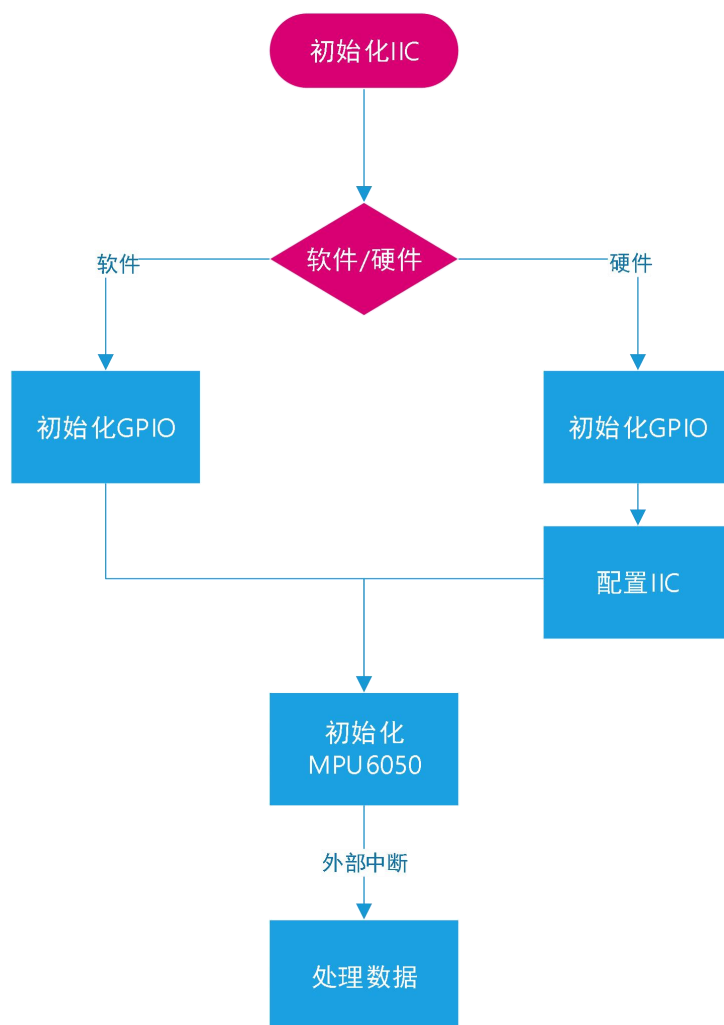 初始化IIC
软件/硬件
软件
硬件
初始化GPIO
初始化GPIO
配置IIC
初始化
MPU6050
外部中断
处理数据